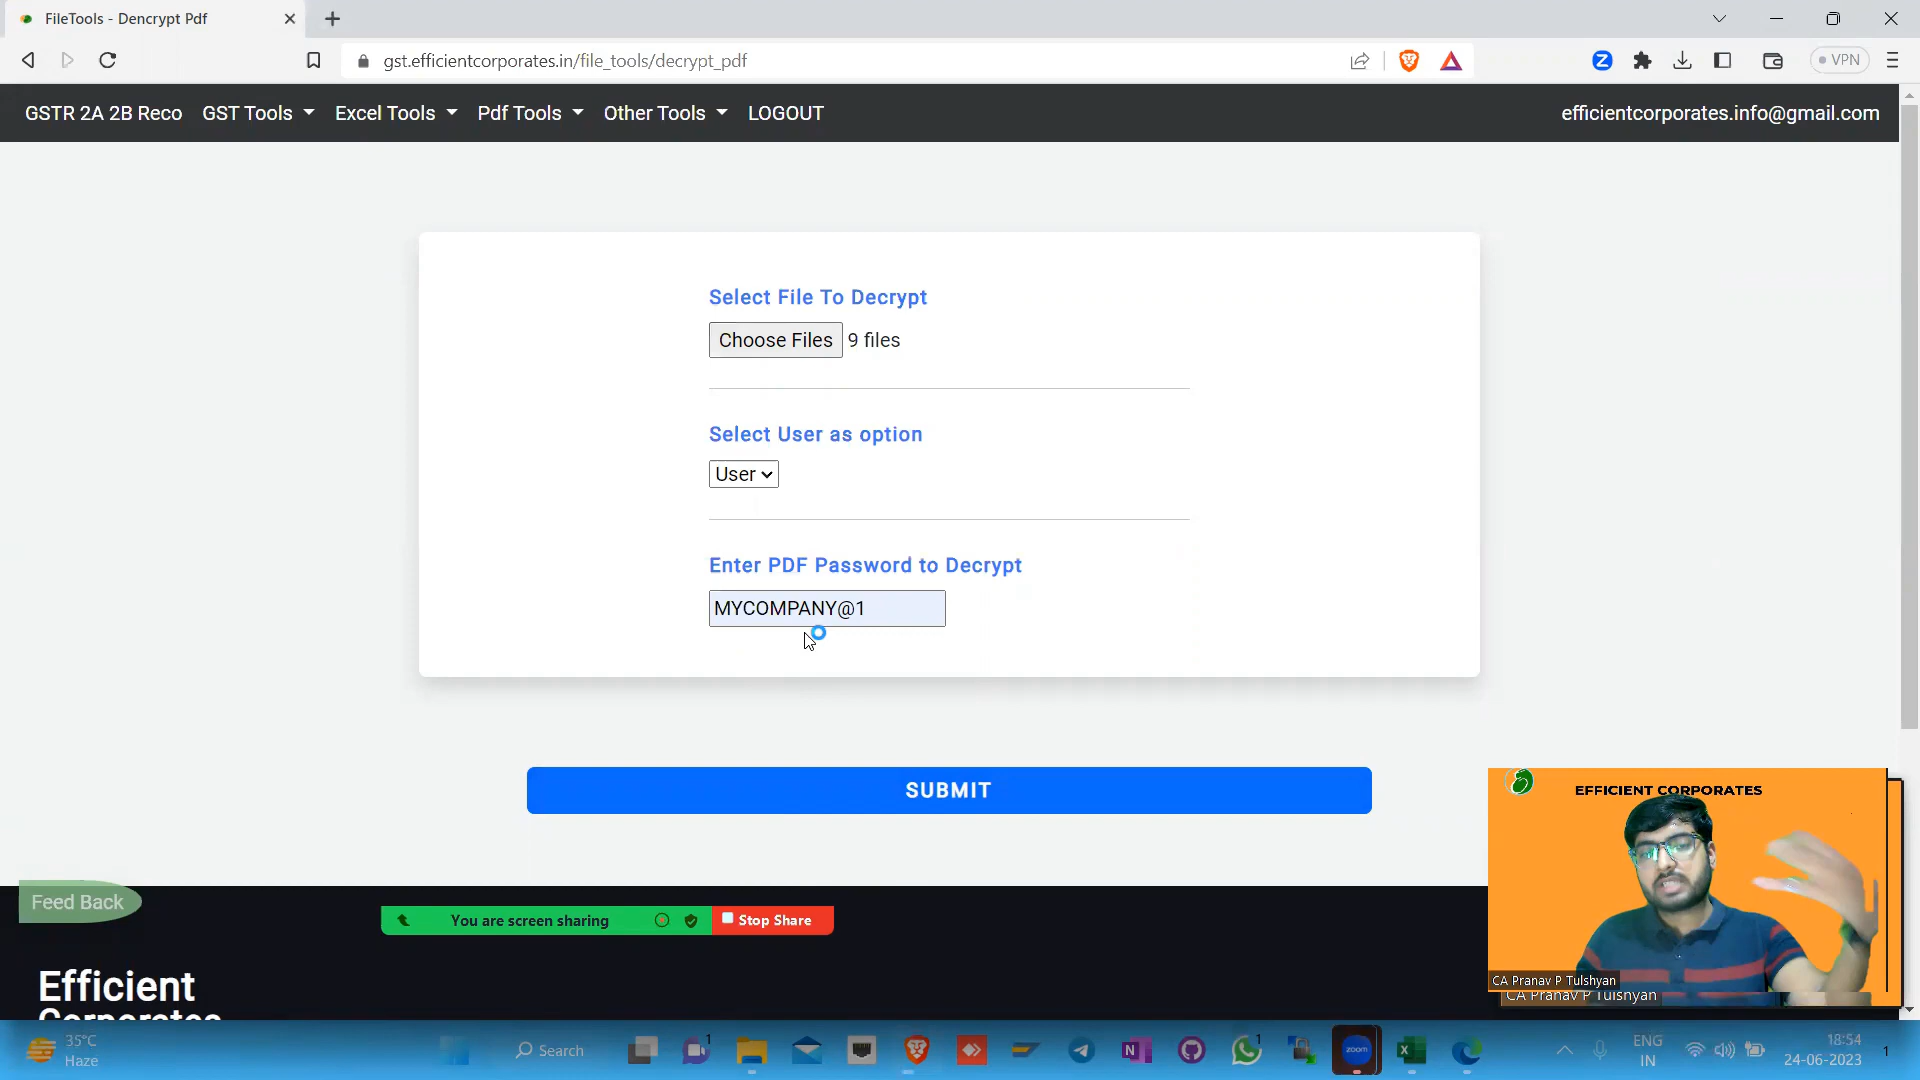 FileTools - Dencrypt Pdf
gst.efficientcorporates.in/file_tools/decrypt_pdf
VPN
GSTR 2A 2B Reco GST Tools Excel Tools Pdf Tools Other Tools LOGOUT efficientcorporates.info@gmail.com
Select File To Decrypt
Choose Files 9 files
Select User as option
User
Enter PDF Password to Decrypt
MYCOMPANY@1
SUBMIT
EFFICIENT CORPORATES
CA Pranav P Tulshyan
CA Pranav P Tulshyan
Feed Back
You are screen sharing Stop Share
Efficient
Corporates
35°C
Haze
Search
zoom
ENG
IN
18:54
24-06-2023
1